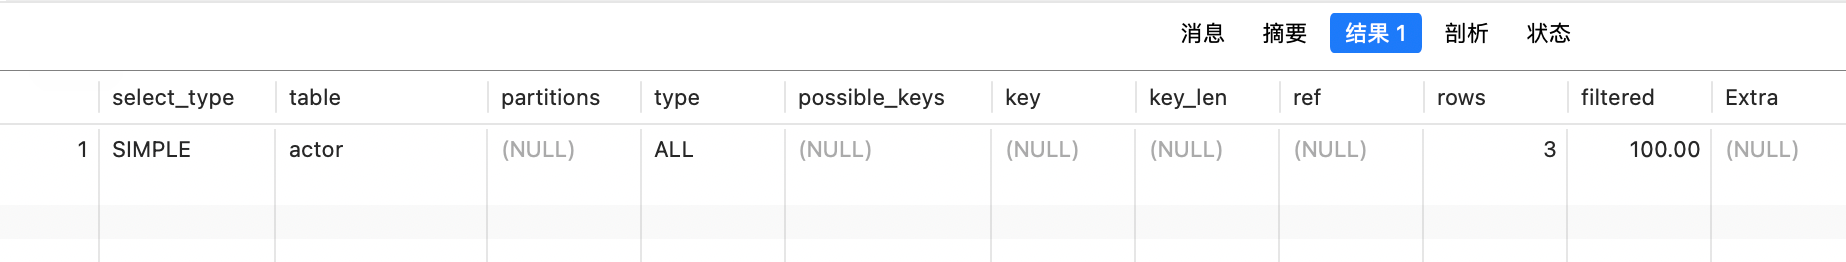 消息 摘要 结果 1 剖析 状态
select_type table partitions type possible_keys key key_len ref rows filtered Extra
1 SIMPLE actor (NULL) ALL (NULL) (NULL) (NULL) (NULL) 3 100.00 (NULL)